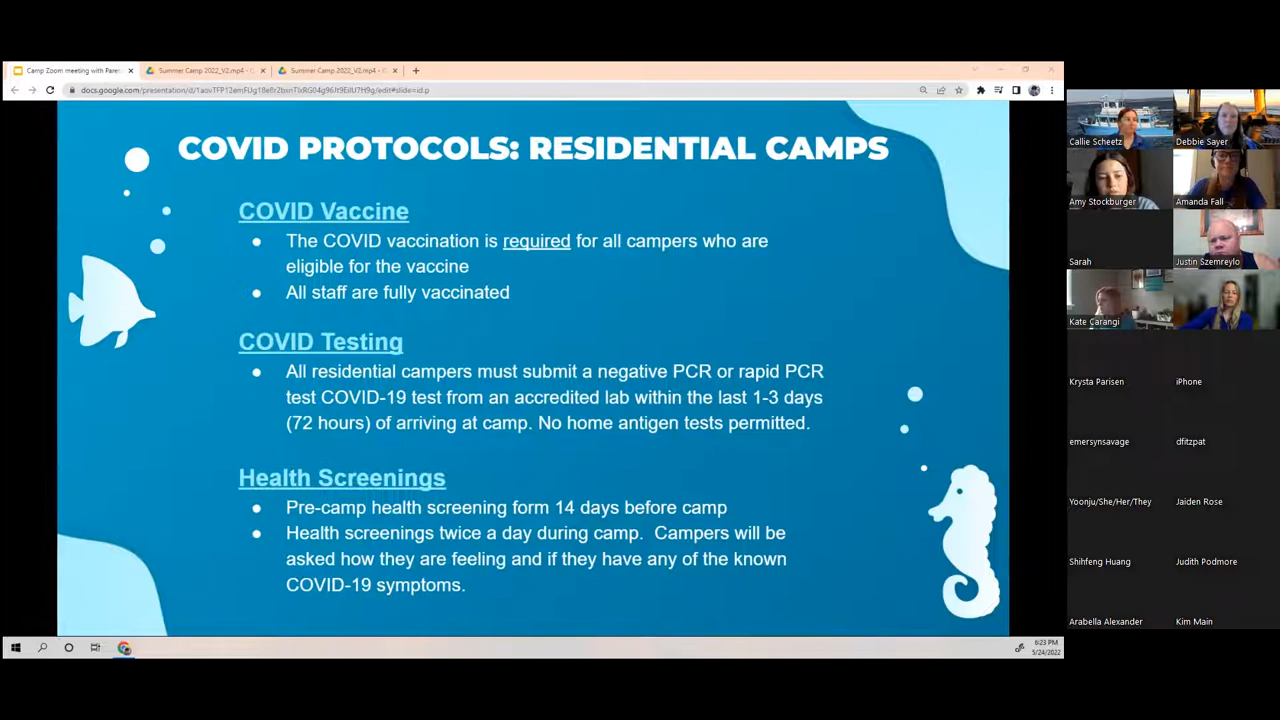 Camp Zoom meeting with Pare
Summer Camp 2022_V2.mp4 - G
Summer Camp 2022_V2.mp4 - G
COVID PROTOCOLS: RESIDENTIAL CAMPS
COVID Vaccine
● The COVID vaccination is required for all campers who are
eligible for the vaccine
● All staff are fully vaccinated
COVID Testing
● All residential campers must submit a negative PCR or rapid PCR
test COVID-19 test from an accredited lab within the last 1-3 days
(72 hours) of arriving at camp. No home antigen tests permitted.
Health Screenings
● Pre-camp health screening form 14 days before camp
● Health screenings twice a day during camp. Campers will be
asked how they are feeling and if they have any of the known
COVID-19 symptoms.
6:23 PM
5/24/2022
Callie Scheetz
Debbie Sayer
Amy Stockburger
Amanda Fall
Sarah
Justin Szemreylo
Kate Carangi
Krysta Parisen
iPhone
emersynsavage
dfitzpat
Yoonju/She/Her/They
Jaiden Rose
Shihfeng Huang
Judith Podmore
Arabella Alexander
Kim Main